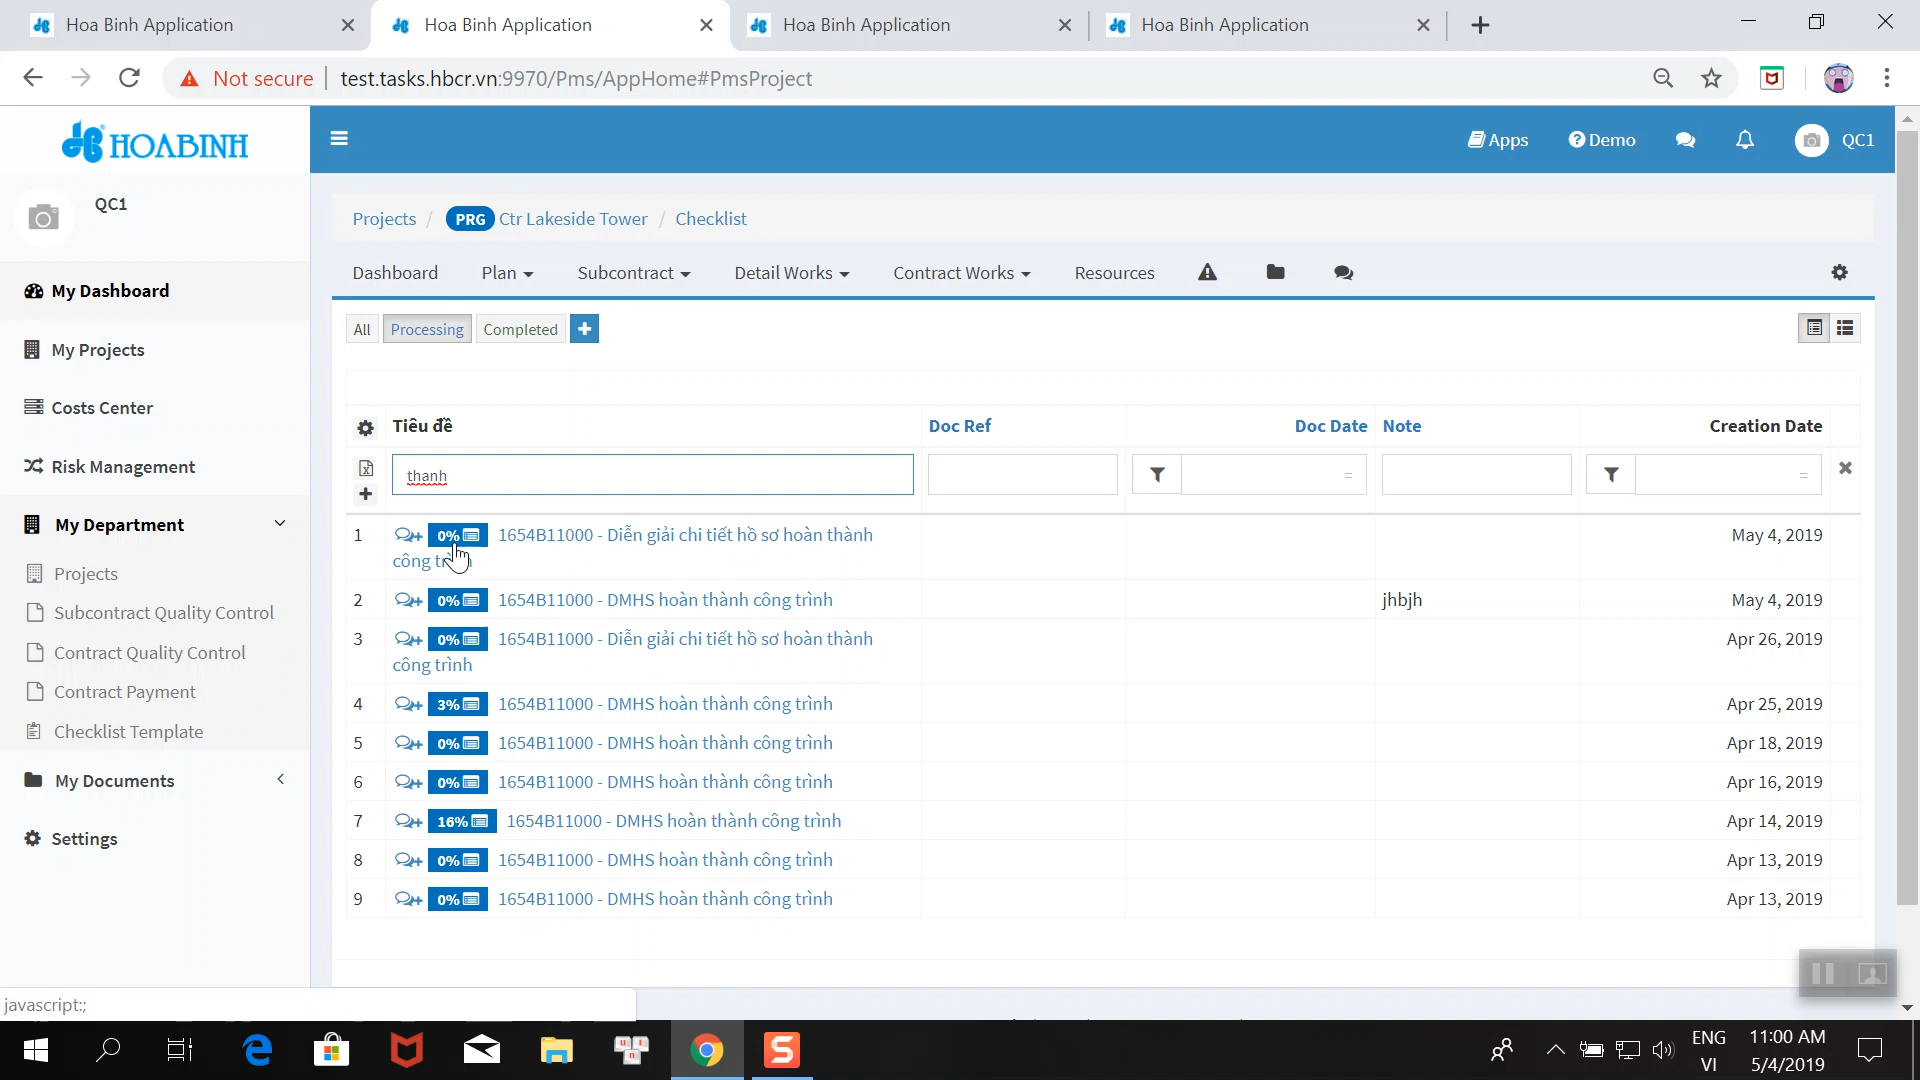 Hoa Binh Application
Hoa Binh Application
Hoa Binh Application
Hoa Binh Application
Not secure
test.tasks.hbcr.vn:9970/Pms/AppHome#PmsProject
HOABINH
Apps
Demo
QC1
QC1
Projects / PRG Ctr Lakeside Tower / Checklist
Dashboard Plan Subcontract Detail Works Contract Works Resources
My Dashboard
My Projects
Costs Center
Risk Management
My Department
Projects
Subcontract Quality Control
Contract Quality Control
Contract Payment
Checklist Template
My Documents
Settings
All Processing Completed
Tiêu đề Doc Ref Doc Date Note Creation Date
thanh = =
1 0% 1654B11000 - Diễn giải chi tiết hồ sơ hoàn thành May 4, 2019
công trình
2 0% 1654B11000 - DMHS hoàn thành công trình jhbjh May 4, 2019
3 0% 1654B11000 - Diễn giải chi tiết hồ sơ hoàn thành Apr 26, 2019
công trình
4 3% 1654B11000 - DMHS hoàn thành công trình Apr 25, 2019
5 0% 1654B11000 - DMHS hoàn thành công trình Apr 18, 2019
6 0% 1654B11000 - DMHS hoàn thành công trình Apr 16, 2019
7 16% 1654B11000 - DMHS hoàn thành công trình Apr 14, 2019
8 0% 1654B11000 - DMHS hoàn thành công trình Apr 13, 2019
9 0% 1654B11000 - DMHS hoàn thành công trình Apr 13, 2019
javascript:;
ENG
VI
11:00 AM
5/4/2019